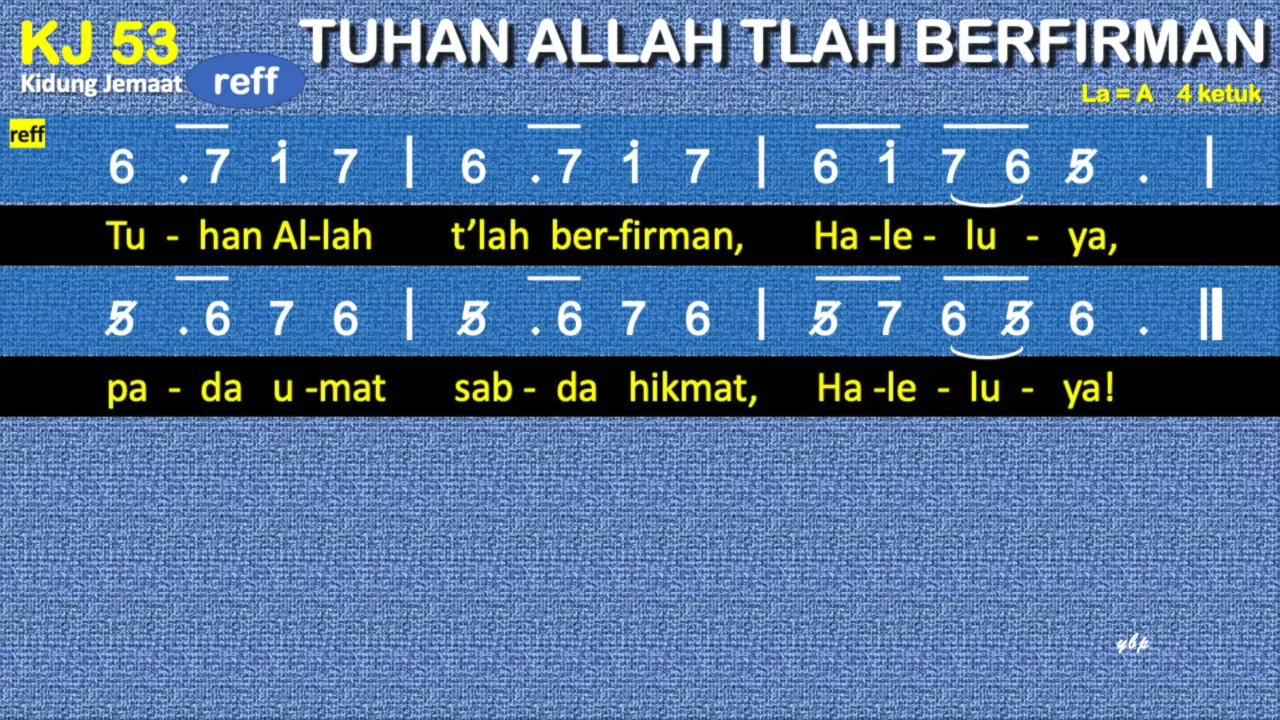 KJ 53 TUHAN ALLAH TLAH BERFIRMAN
Kidung Jemaat reff
La = A 4 ketuk
reff
6 . 7 i 7 | 6 . 7 i 7 | 6 i 7 6 5̸ . |
Tu - han Al-lah t’lah ber-firman, Ha -le - lu - ya,
5̸ . 6 7 6 | 5̸ . 6 7 6 | 5̸ 7 6 5̸ 6 . ||
pa - da u -mat sab - da hikmat, Ha -le - lu - ya!
ybp